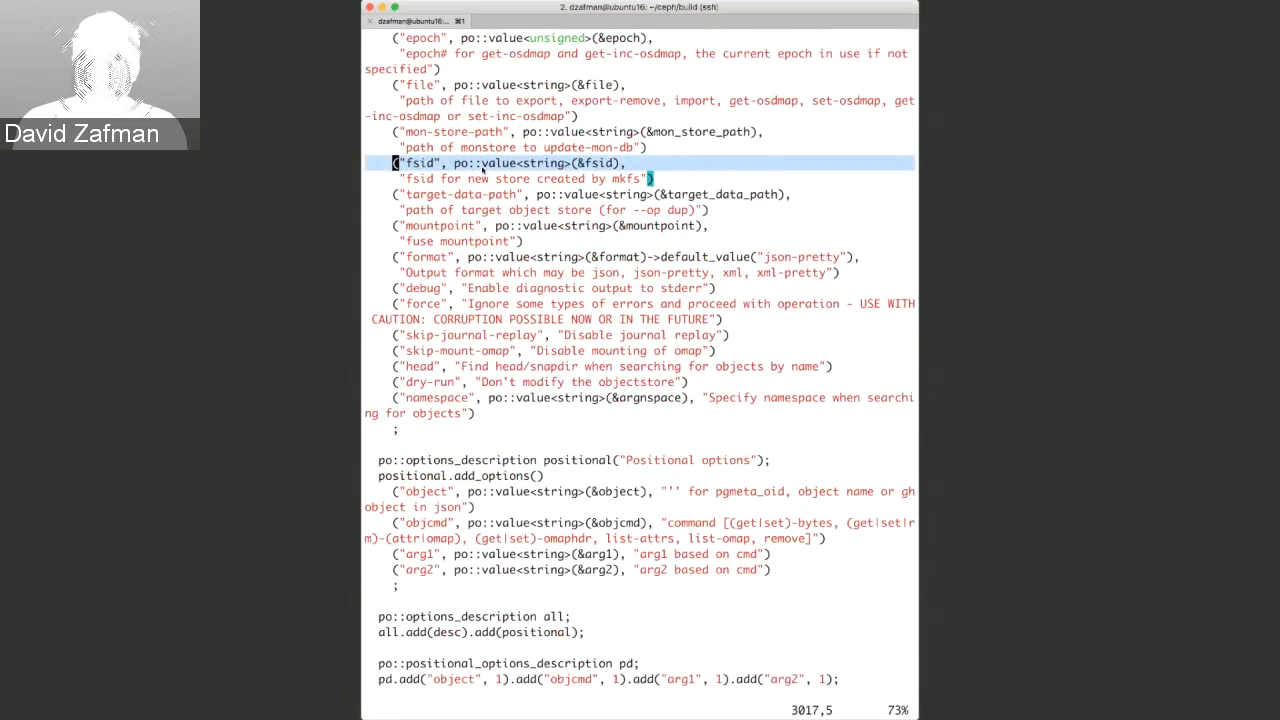 2. dzafman@ubuntu16: ~/ceph/build (ssh)
dzafman@ubuntu16:... ⌘1
David Zafman
("epoch", po::value<unsigned>(&epoch),
"epoch# for get-osdmap and get-inc-osdmap, the current epoch in use if not
specified")
("file", po::value<string>(&file),
"path of file to export, export-remove, import, get-osdmap, set-osdmap, get
-inc-osdmap or set-inc-osdmap")
("mon-store-path", po::value<string>(&mon_store_path),
"path of monstore to update-mon-db")
("fsid", po::value<string>(&fsid),
"fsid for new store created by mkfs")
("target-data-path", po::value<string>(&target_data_path),
"path of target object store (for --op dup)")
("mountpoint", po::value<string>(&mountpoint),
"fuse mountpoint")
("format", po::value<string>(&format)->default_value("json-pretty"),
"Output format which may be json, json-pretty, xml, xml-pretty")
("debug", "Enable diagnostic output to stderr")
("force", "Ignore some types of errors and proceed with operation - USE WITH
CAUTION: CORRUPTION POSSIBLE NOW OR IN THE FUTURE")
("skip-journal-replay", "Disable journal replay")
("skip-mount-omap", "Disable mounting of omap")
("head", "Find head/snapdir when searching for objects by name")
("dry-run", "Don't modify the objectstore")
("namespace", po::value<string>(&argnspace), "Specify namespace when searchi
ng for objects")
;
po::options_description positional("Positional options");
positional.add_options()
("object", po::value<string>(&object), "'' for pgmeta_oid, object name or gh
object in json")
("objcmd", po::value<string>(&objcmd), "command [(get|set)-bytes, (get|set|r
m)-(attr|omap), (get|set)-omaphdr, list-attrs, list-omap, remove]")
("arg1", po::value<string>(&arg1), "arg1 based on cmd")
("arg2", po::value<string>(&arg2), "arg2 based on cmd")
;
po::options_description all;
all.add(desc).add(positional);
po::positional_options_description pd;
pd.add("object", 1).add("objcmd", 1).add("arg1", 1).add("arg2", 1);
3017,5 73%